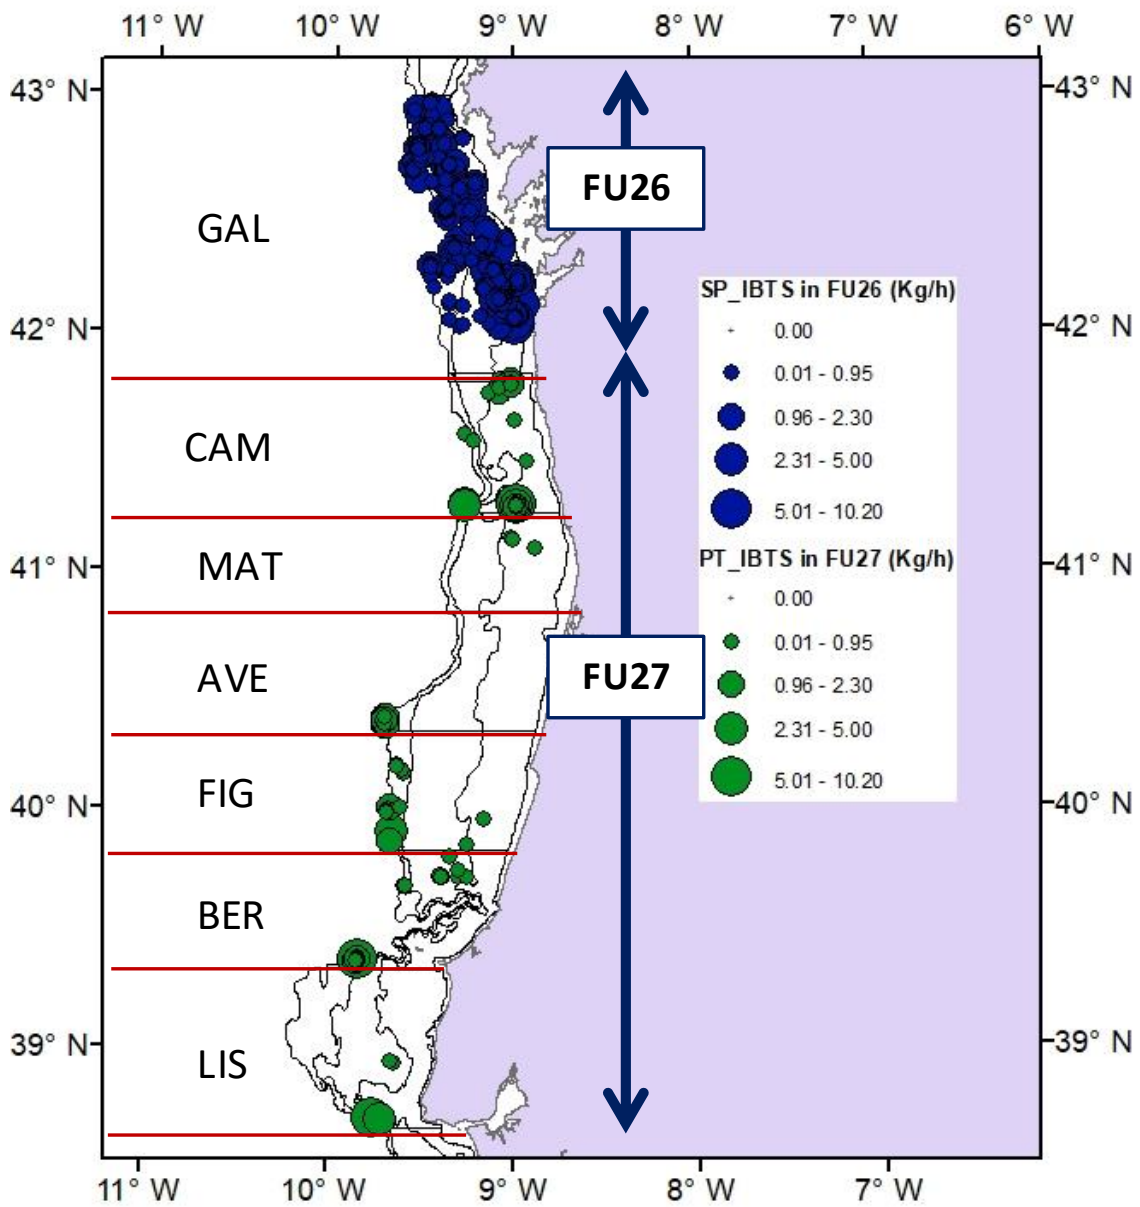 11° W 10° W 9° W 8° W 7° W 6° W
43° N 43° N
FU26
GAL
SP_IBTS in FU26 (Kg/h)
0.00
42° N 42° N
0.01 - 0.95
0.96 - 2.30
CAM
2.31 - 5.00
5.01 - 10.20
PT_IBTS in FU27 (Kg/h)
41° N 41° N
MAT
0.00
0.01 - 0.95
AVE
FU27
0.96 - 2.30
2.31 - 5.00
5.01 - 10.20
FIG
40° N 40° N
BER
39° N 39° N
LIS
11° W 10° W 9° W 8° W 7° W